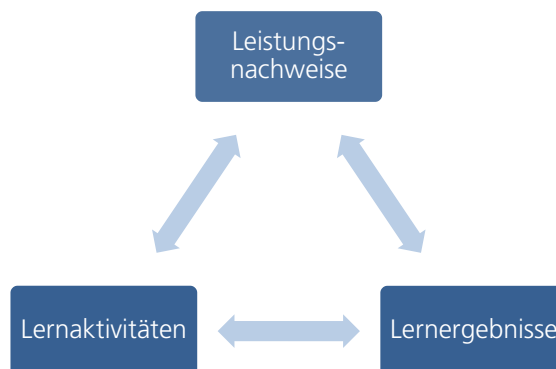 Leistungs-
nachweise
Lernaktivitäten
Lernergebnisse